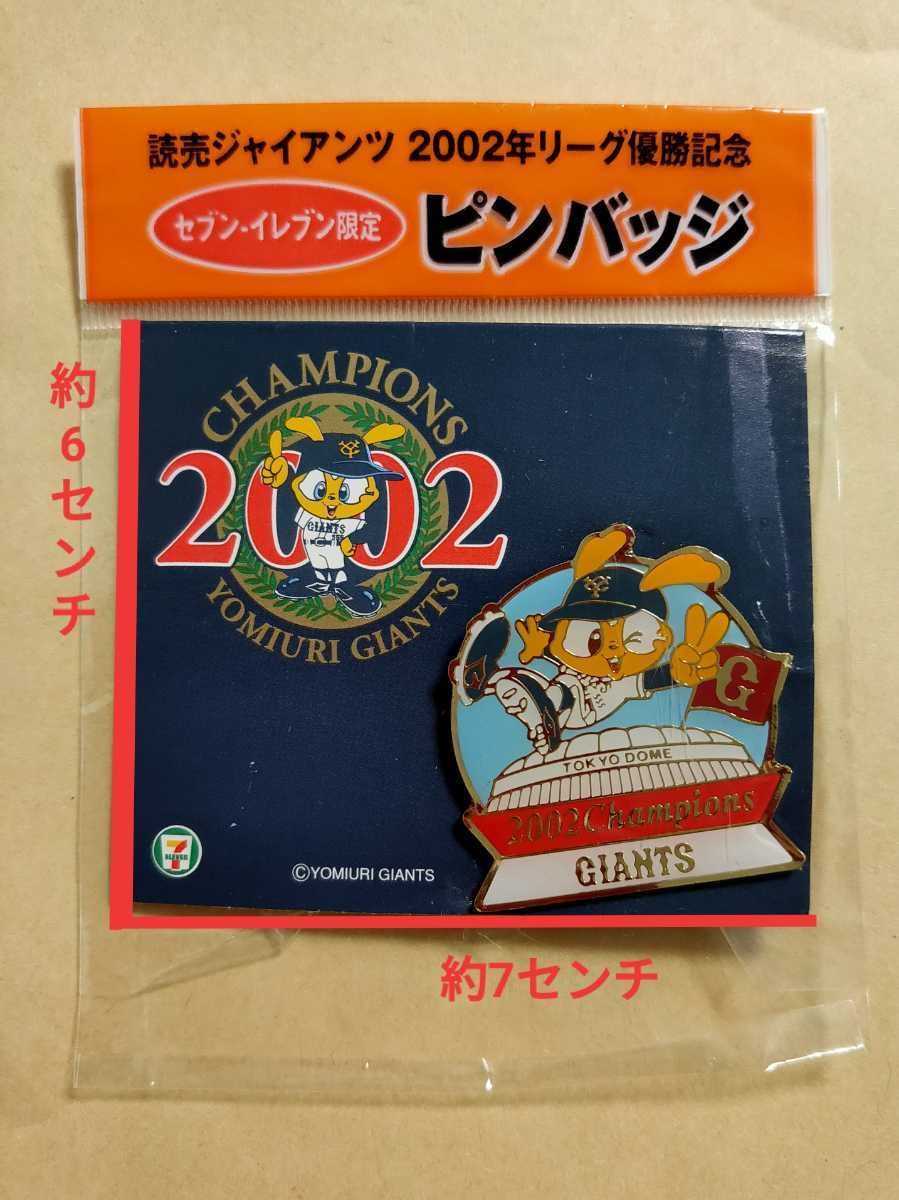 読売ジャイアンツ 2002年リーグ優勝記念
セブン-イレブン限定
ピンバッジ
約6センチ
CHAMPIONS
2002
GIANTS
YOMIURI GIANTS
G
TOKYO DOME
2002Champions
GIANTS
7
ELEVEN
©YOMIURI GIANTS
約7センチ